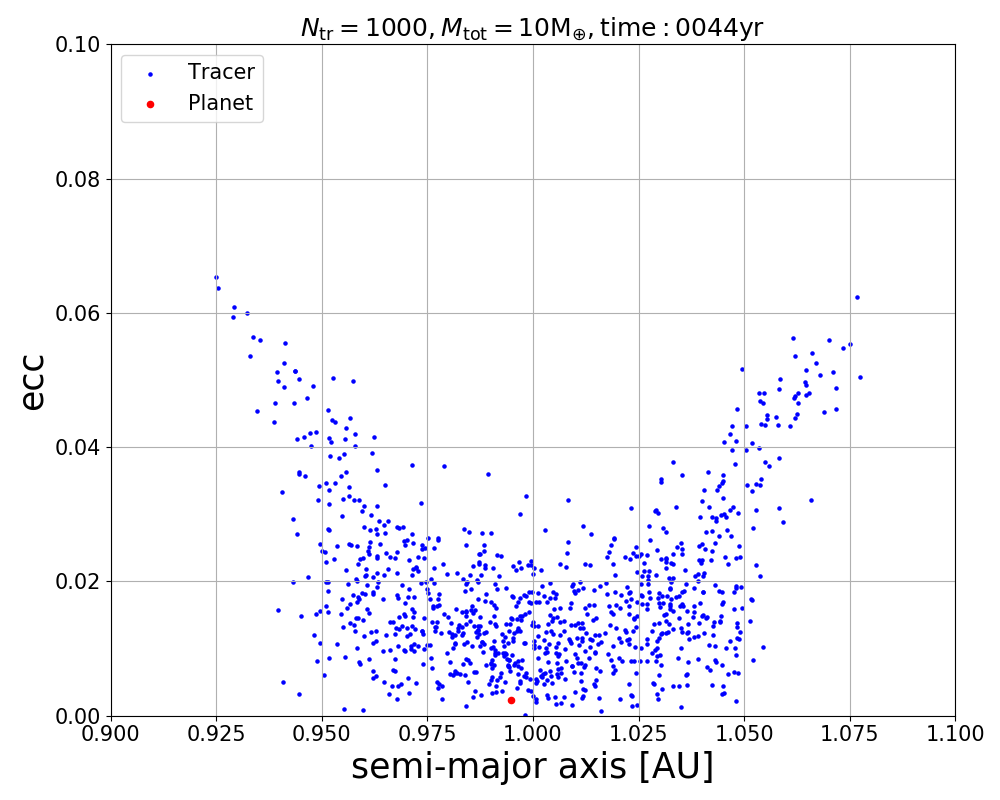 N_tr = 1000, M_tot = 10M_⊕, time : 0044yr
Tracer
Planet
ecc
0.10
0.08
0.06
0.04
0.02
0.00
0.900 0.925 0.950 0.975 1.000 1.025 1.050 1.075 1.100
semi-major axis [AU]